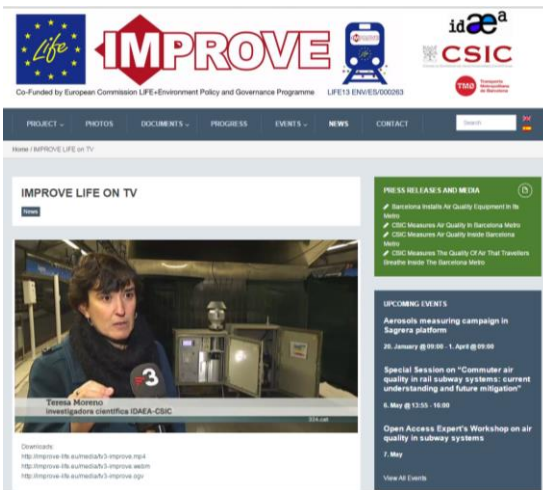 Life
IMPROVE
idæa
CSIC
TMB Transports Metropolitans de Barcelona
Co-Funded by European Commission LIFE+Environment Policy and Governance Programme
LIFE13 ENV/ES/000263
PROJECT
PHOTOS
DOCUMENTS
PROGRESS
EVENTS
NEWS
CONTACT
Search
Home / IMPROVE LIFE on TV
IMPROVE LIFE ON TV
News
3
Teresa Moreno
investigadora científica IDAEA-CSIC
324.cat
Downloads:
http://improve-life.eu/media/tv3-improve.mp4
http://improve-life.eu/media/tv3-improve.webm
http://improve-life.eu/media/tv3-improve.ogv
PRESS RELEASES AND MEDIA
Barcelona Installs Air Quality Equipment In Its
Metro
CSIC Measures Air Quality In Barcelona Metro
CSIC Measures Air Quality Inside Barcelona
Metro
CSIC Measures The Quality Of Air That Travellers
Breathe Inside The Barcelona Metro
UPCOMING EVENTS
Aerosols measuring campaign in
Sagrera platform
20. January @ 09:00 - 1. April @ 09:00
Special Session on "Commuter air
quality in rail subway systems: current
understanding and future mitigation"
6. May @ 13:55 - 16:00
Open Access Expert's Workshop on air
quality in subway systems
7. May
View All Events